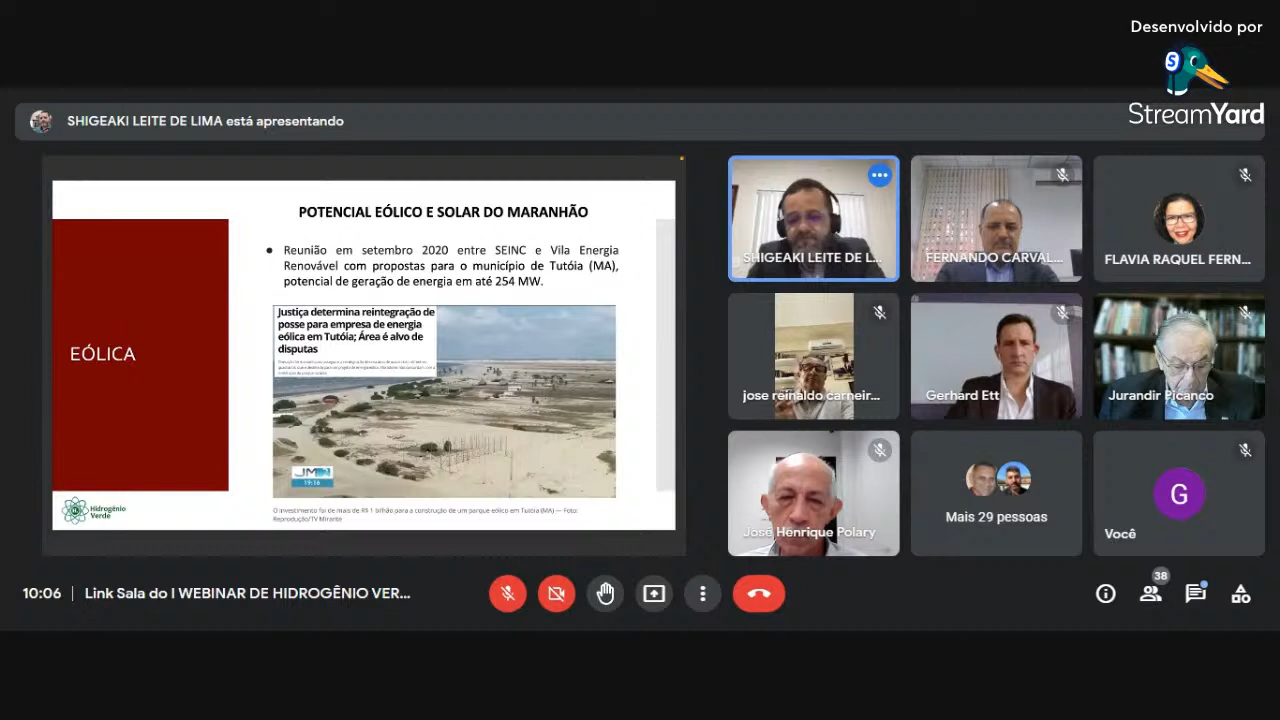 Desenvolvido por
StreamYard
SHIGEAKI LEITE DE LIMA está apresentando
POTENCIAL EÓLICO E SOLAR DO MARANHÃO
Reunião em setembro 2020 entre SEINC e Vila Energia
Renovável com propostas para o município de Tutóia (MA),
potencial de geração de energia em até 254 MW.
EÓLICA
Justiça determina reintegração de
posse para empresa de energia
eólica em Tutóia; Área é alvo de
disputas
JM2
19:16
O investimento foi de mais de R$ 1 bilhão para a construção de um parque eólico em Tutóia (MA) — Foto:
Reprodução/TV Mirante
Hidrogênio
Verde
SHIGEAKI LEITE DE L...
FERNANDO CARVAL...
FLAVIA RAQUEL FERN...
jose reinaldo carneir...
Gerhard Ett
Jurandir Picanço
José Henrique Polary
Mais 29 pessoas
G
Você
10:06 | Link Sala do I WEBINAR DE HIDROGÊNIO VER...
38